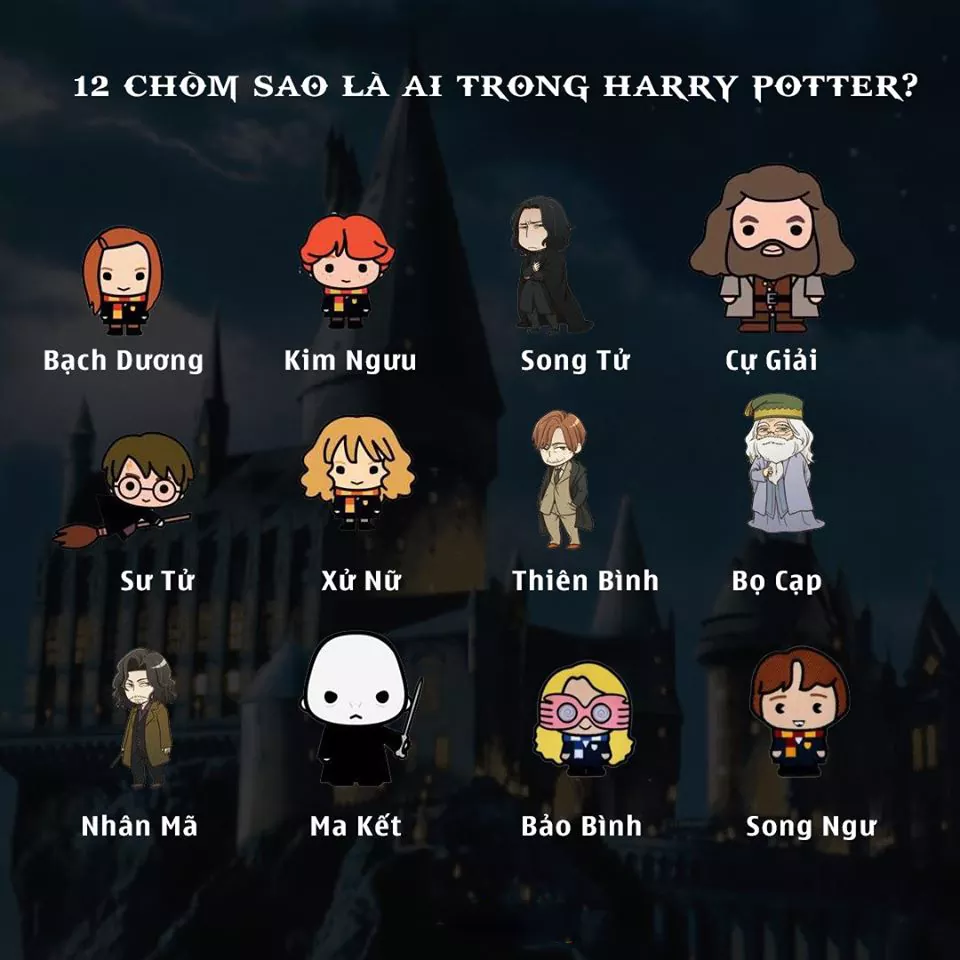 12 CHÒM SAO LÀ AI TRONG HARRY POTTER?
Bạch Dương
Kim Ngưu
Song Tử
Cự Giải
Sư Tử
Xử Nữ
Thiên Bình
Bọ Cạp
Nhân Mã
Ma Kết
Bảo Bình
Song Ngư